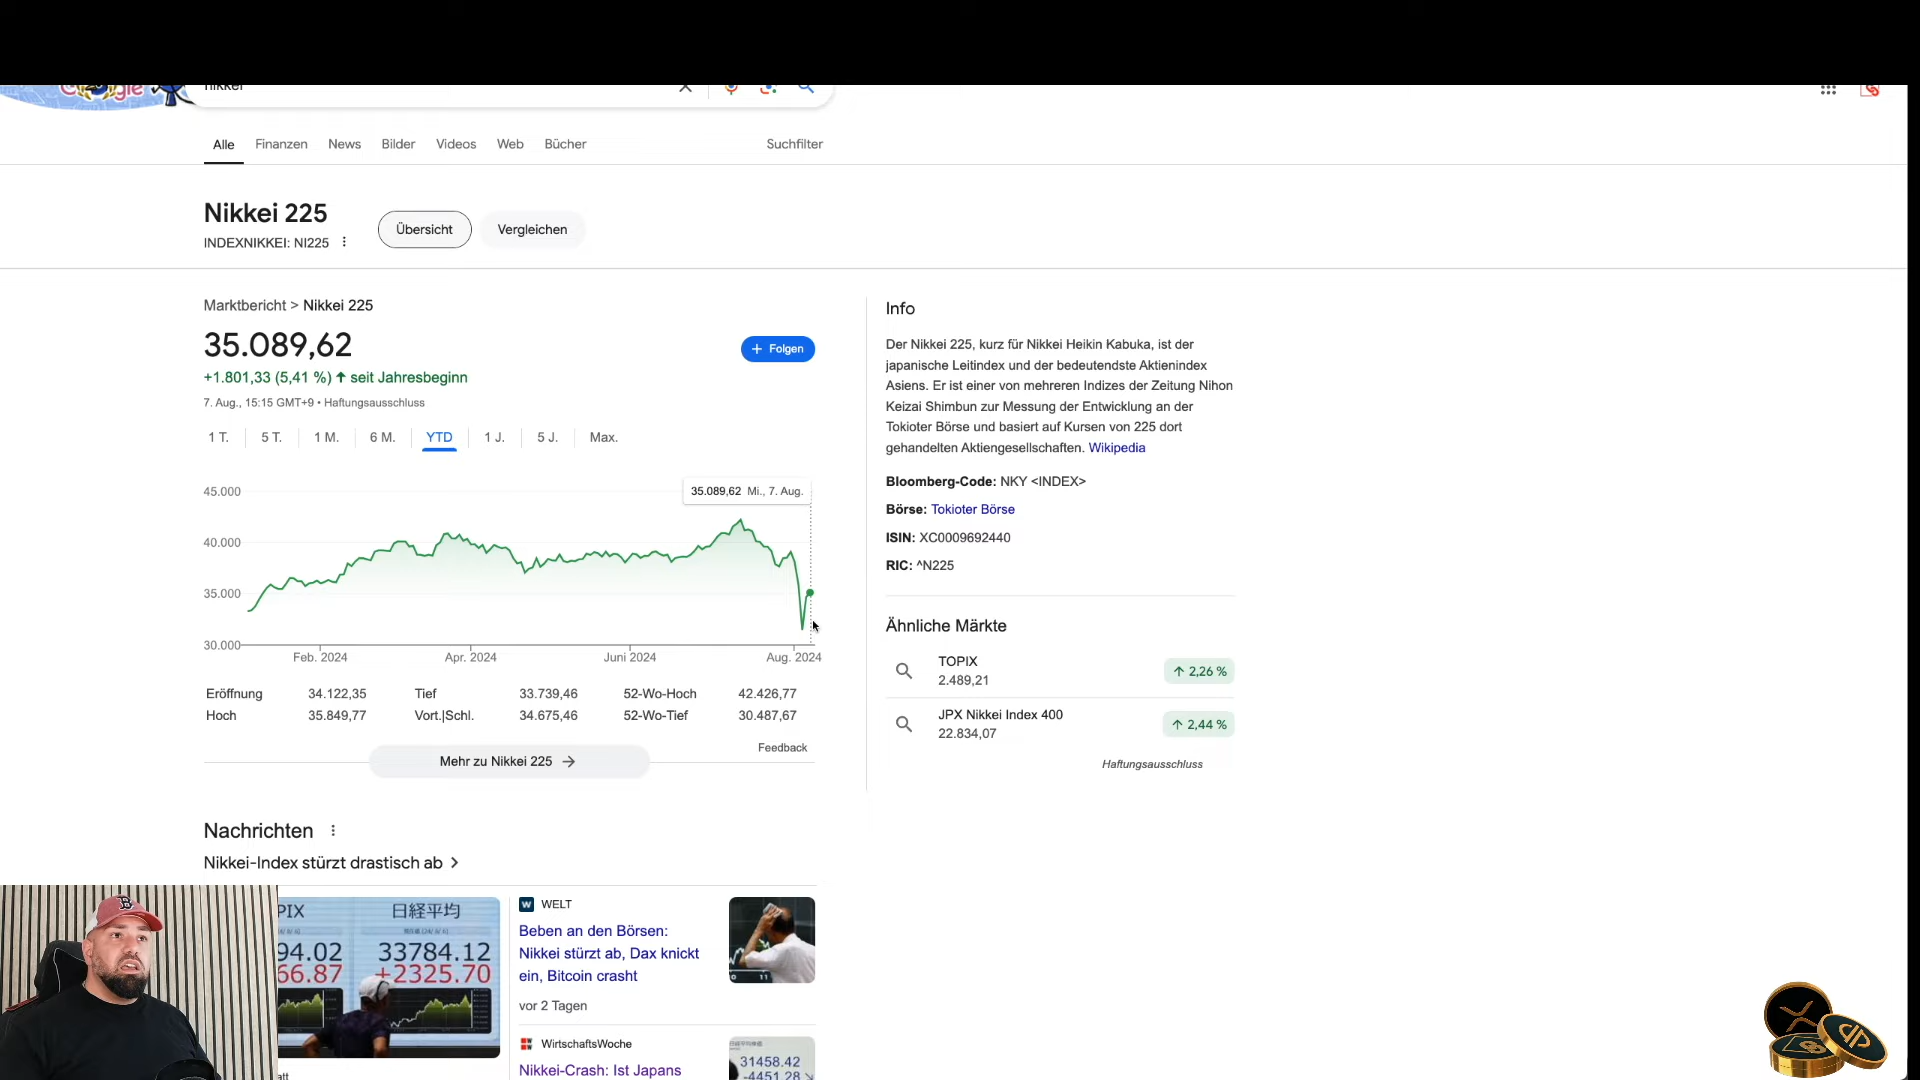 Google
nikkei
Alle Finanzen News Bilder Videos Web Bücher Suchfilter
Nikkei 225
INDEXNIKKEI: NI225
Übersicht Vergleichen
Marktbericht > Nikkei 225
35.089,62
+1.801,33 (5,41 %) ↑ seit Jahresbeginn
+ Folgen
7. Aug., 15:15 GMT+9 • Haftungsausschluss
1 T. 5 T. 1 M. 6 M. YTD 1 J. 5 J. Max.
35.089,62 Mi., 7. Aug.
45.000
40.000
35.000
30.000
Feb. 2024 Apr. 2024 Juni 2024 Aug. 2024
Eröffnung 34.122,35 Tief 33.739,46 52-Wo-Hoch 42.426,77
Hoch 35.849,77 Vort.|Schl. 34.675,46 52-Wo-Tief 30.487,67
Feedback
Mehr zu Nikkei 225 →
Info
Der Nikkei 225, kurz für Nikkei Heikin Kabuka, ist der
japanische Leitindex und der bedeutendste Aktienindex
Asiens. Er ist einer von mehreren Indizes der Zeitung Nihon
Keizai Shimbun zur Messung der Entwicklung an der
Tokioter Börse und basiert auf Kursen von 225 dort
gehandelten Aktiengesellschaften. Wikipedia
Bloomberg-Code: NKY <INDEX>
Börse: Tokioter Börse
ISIN: XC0009692440
RIC: ^N225
Ähnliche Märkte
TOPIX
2.489,21
↑ 2,26 %
JPX Nikkei Index 400
22.834,07
↑ 2,44 %
Haftungsausschluss
Nachrichten
Nikkei-Index stürzt drastisch ab >
PIX 日経平均
94.02 33784.12
66.87 +2325.70
W WELT
Beben an den Börsen:
Nikkei stürzt ab, Dax knickt
ein, Bitcoin crasht
vor 2 Tagen
WirtschaftsWoche
Nikkei-Crash: Ist Japans
31458.42
-4451.28
B